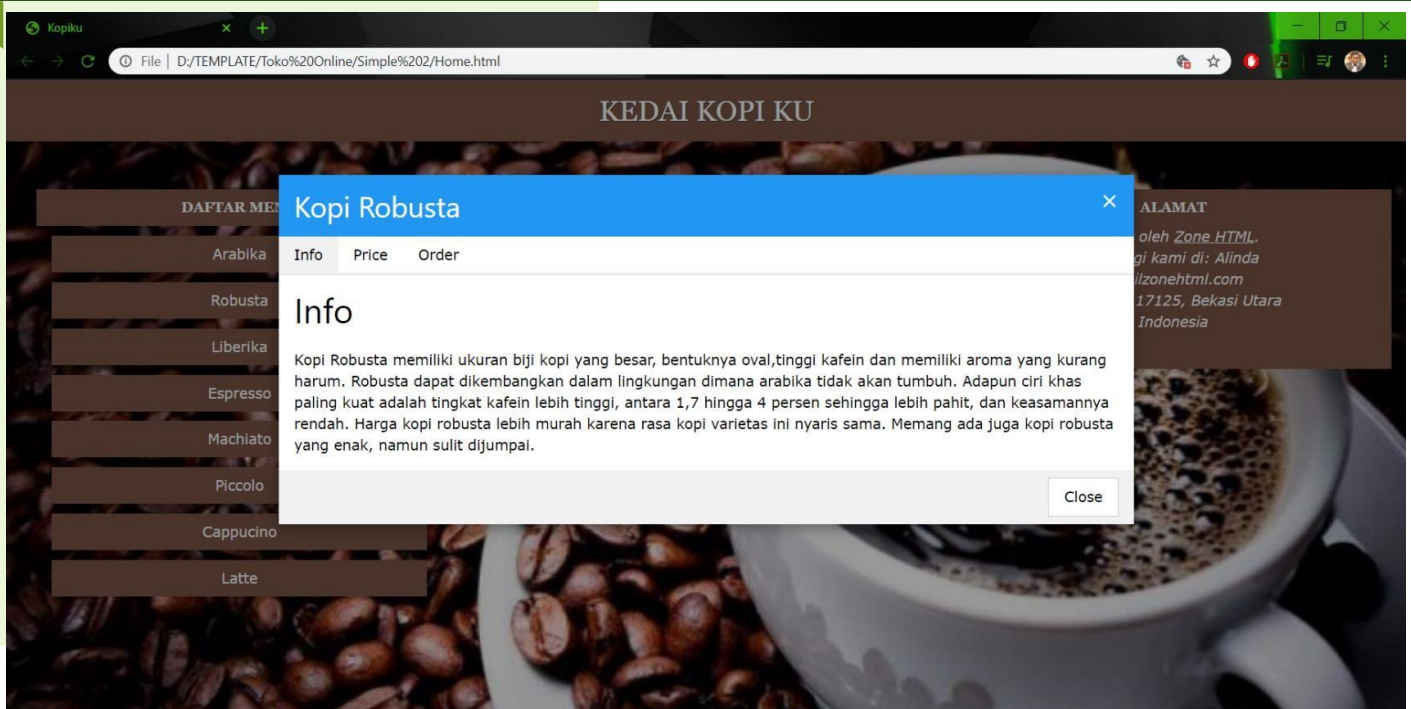 Kopiku
File | D:/TEMPLATE/Toko%20Online/Simple%202/Home.html
KEDAI KOPI KU
DAFTAR
Arabika
Robusta
Liberika
Espresso
Machiato
Piccolo
Cappucino
Latte
Kopi Robusta ×
Info Price Order
Info
Kopi Robusta memiliki ukuran biji kopi yang besar, bentuknya oval,tinggi kafein dan memiliki aroma yang kurang
harum. Robusta dapat dikembangkan dalam lingkungan dimana arabika tidak akan tumbuh. Adapun ciri khas
paling kuat adalah tingkat kafein lebih tinggi, antara 1,7 hingga 4 persen sehingga lebih pahit, dan keasamannya
rendah. Harga kopi robusta lebih murah karena rasa kopi varietas ini nyaris sama. Memang ada juga kopi robusta
yang enak, namun sulit dijumpai.
Close
ALAMAT
oleh Zone HTML.
kami di: Alinda
17125, Bekasi Utara
Indonesia